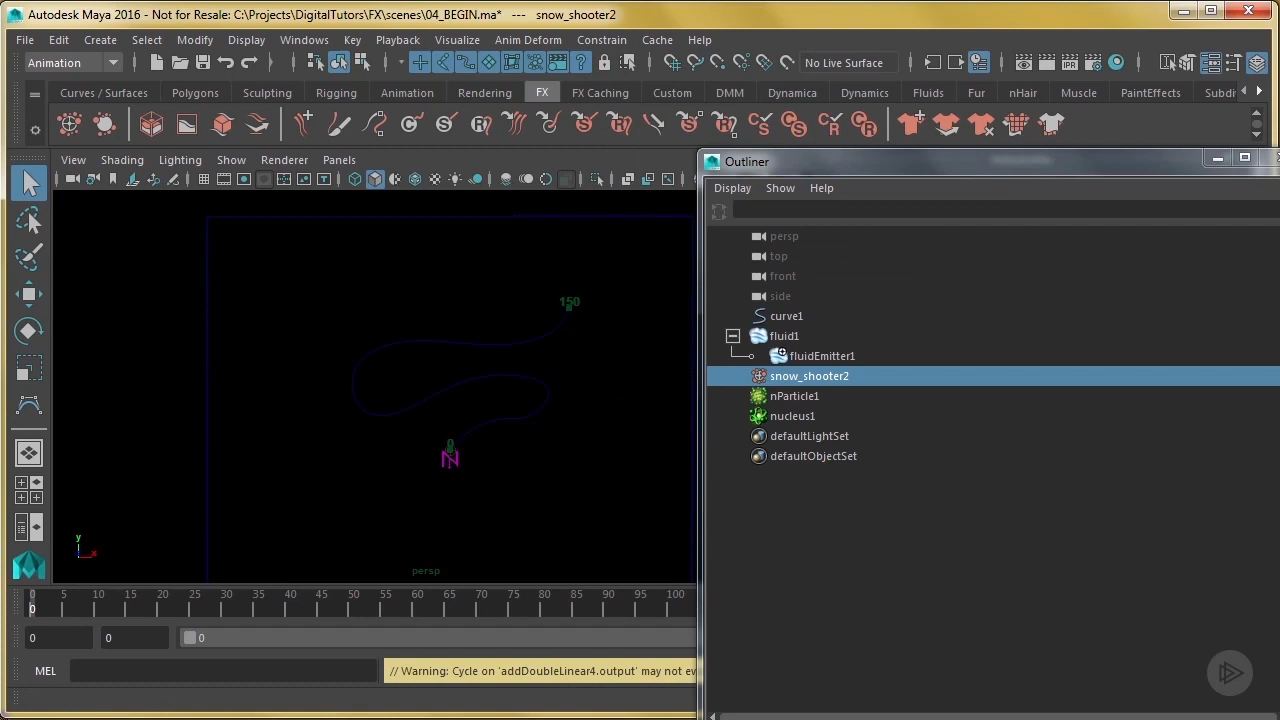 Autodesk Maya 2016 - Not for Resale: C:\Projects\DigitalTutors\FX\scenes\04_BEGIN.ma* --- snow_shooter2
File Edit Create Select Modify Display Windows Key Playback Visualize Anim Deform Constrain Cache Help
Animation No Live Surface
Curves / Surfaces Polygons Sculpting Rigging Animation Rendering FX FX Caching Custom DMM Dynamica Dynamics Fluids Fur nHair Muscle PaintEffects Subdi
View Shading Lighting Show Renderer Panels
Outliner
Display Show Help
persp
top
front
side
curve1
fluid1
fluidEmitter1
snow_shooter2
nParticle1
nucleus1
defaultLightSet
defaultObjectSet
150
0
N
y
x
persp
0 5 10 15 20 25 30 35 40 45 50 55 60 65 70 75 80 85 90 95 100
0
0 0 0
MEL // Warning: Cycle on 'addDoubleLinear4.output' may not ev